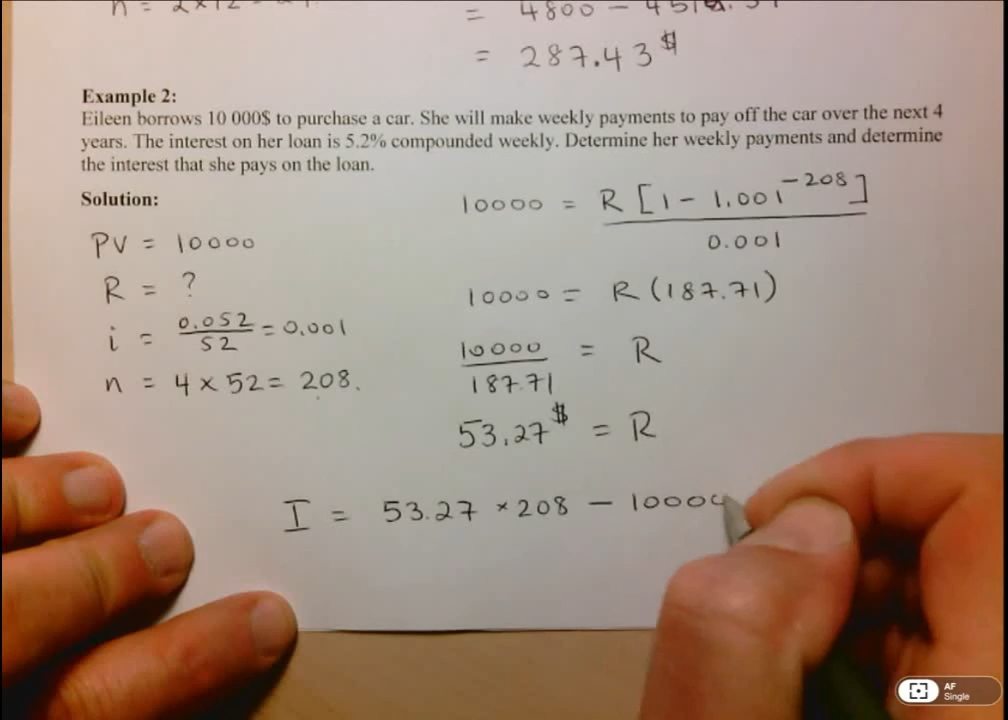 n = 2×12
= 4800 - 451
= 287.43$
Example 2:
Eileen borrows 10 000$ to purchase a car. She will make weekly payments to pay off the car over the next 4
years. The interest on her loan is 5.2% compounded weekly. Determine her weekly payments and determine
the interest that she pays on the loan.
Solution:
PV = 10000
R = ?
i = 0.052/52 = 0.001
n = 4 × 52 = 208.
10000 = R [1 - 1.001^-208] / 0.001
10000 = R (187.71)
10000/187.71 = R
53.27$ = R
I = 53.27 × 208 - 10000
AF
Single